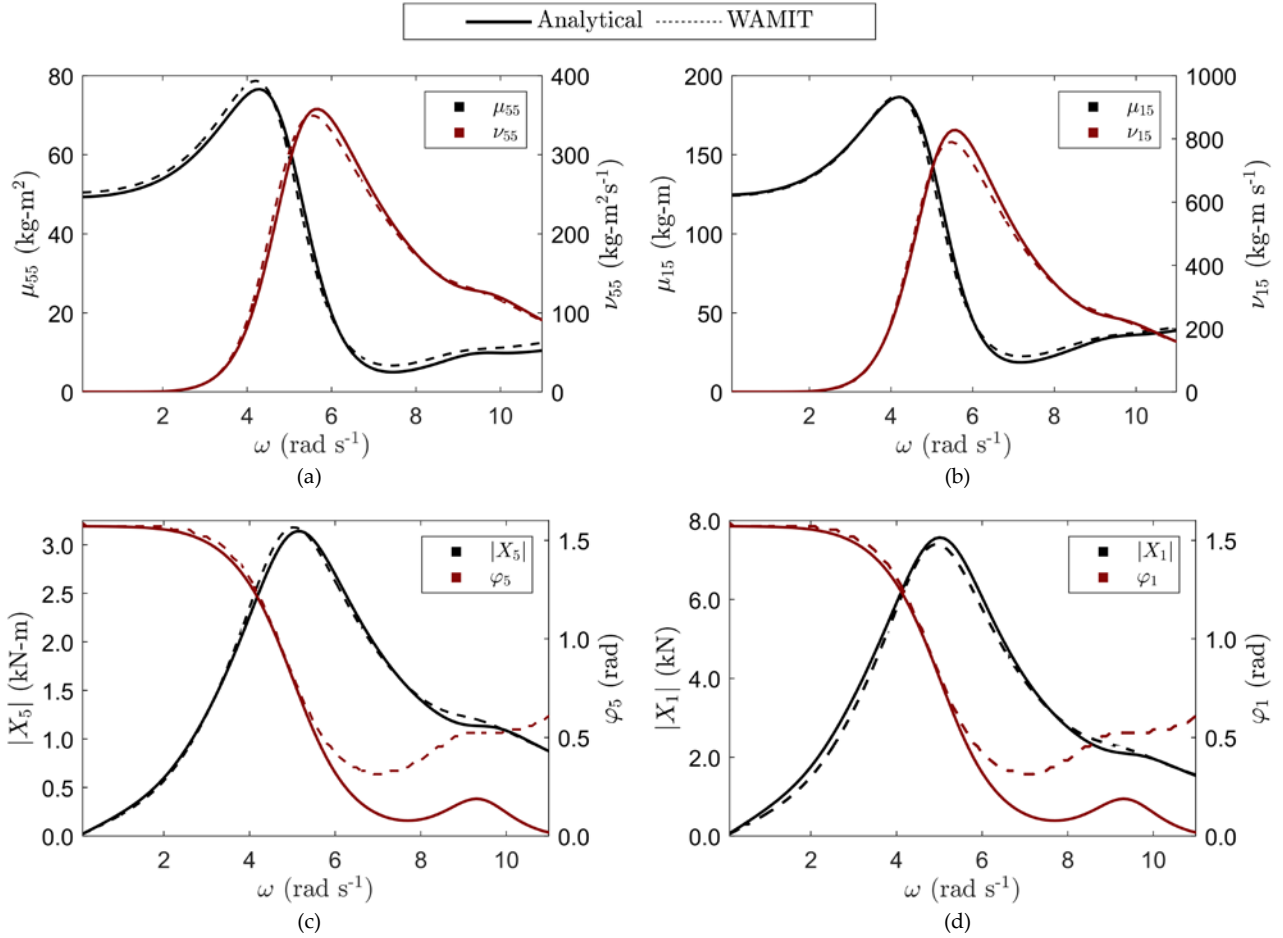 Analytical WAMIT
80 400 200 1000
μ55 μ15
ν55 ν15
60 300 150 800
600
40 200 100
400
20 100 50
200
0 0 0 0
μ55 (kg-m²) ν55 (kg-m²s⁻¹) μ15 (kg-m) ν15 (kg-m s⁻¹)
2 4 6 8 10 2 4 6 8 10
ω (rad s⁻¹) ω (rad s⁻¹)
(a) (b)
3.0 1.5 8.0 1.5
|X5| |X1|
φ5 φ1
2.5 6.0
2.0 1.0 1.0
1.5 4.0
1.0 0.5 0.5
0.5 2.0
0.0 0.0 0.0 0.0
|X5| (kN-m) φ5 (rad) |X1| (kN) φ1 (rad)
2 4 6 8 10 2 4 6 8 10
ω (rad s⁻¹) ω (rad s⁻¹)
(c) (d)